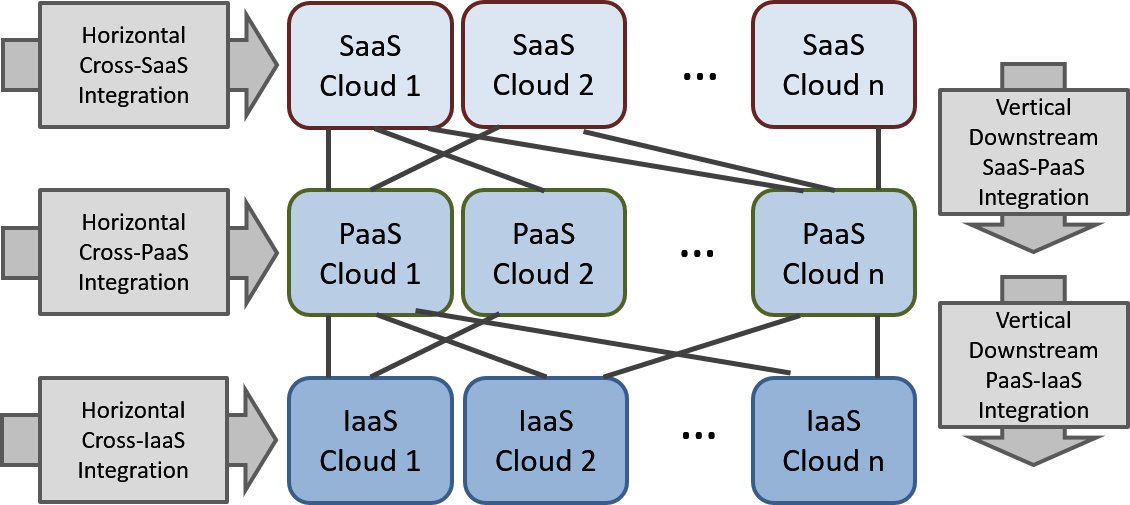 Horizontal
Cross-SaaS
Integration
SaaS
Cloud 1
SaaS
Cloud 2
...
SaaS
Cloud n
Vertical
Downstream
SaaS-PaaS
Integration
Horizontal
Cross-PaaS
Integration
PaaS
Cloud 1
PaaS
Cloud 2
...
PaaS
Cloud n
Vertical
Downstream
PaaS-IaaS
Integration
Horizontal
Cross-IaaS
Integration
IaaS
Cloud 1
IaaS
Cloud 2
...
IaaS
Cloud n